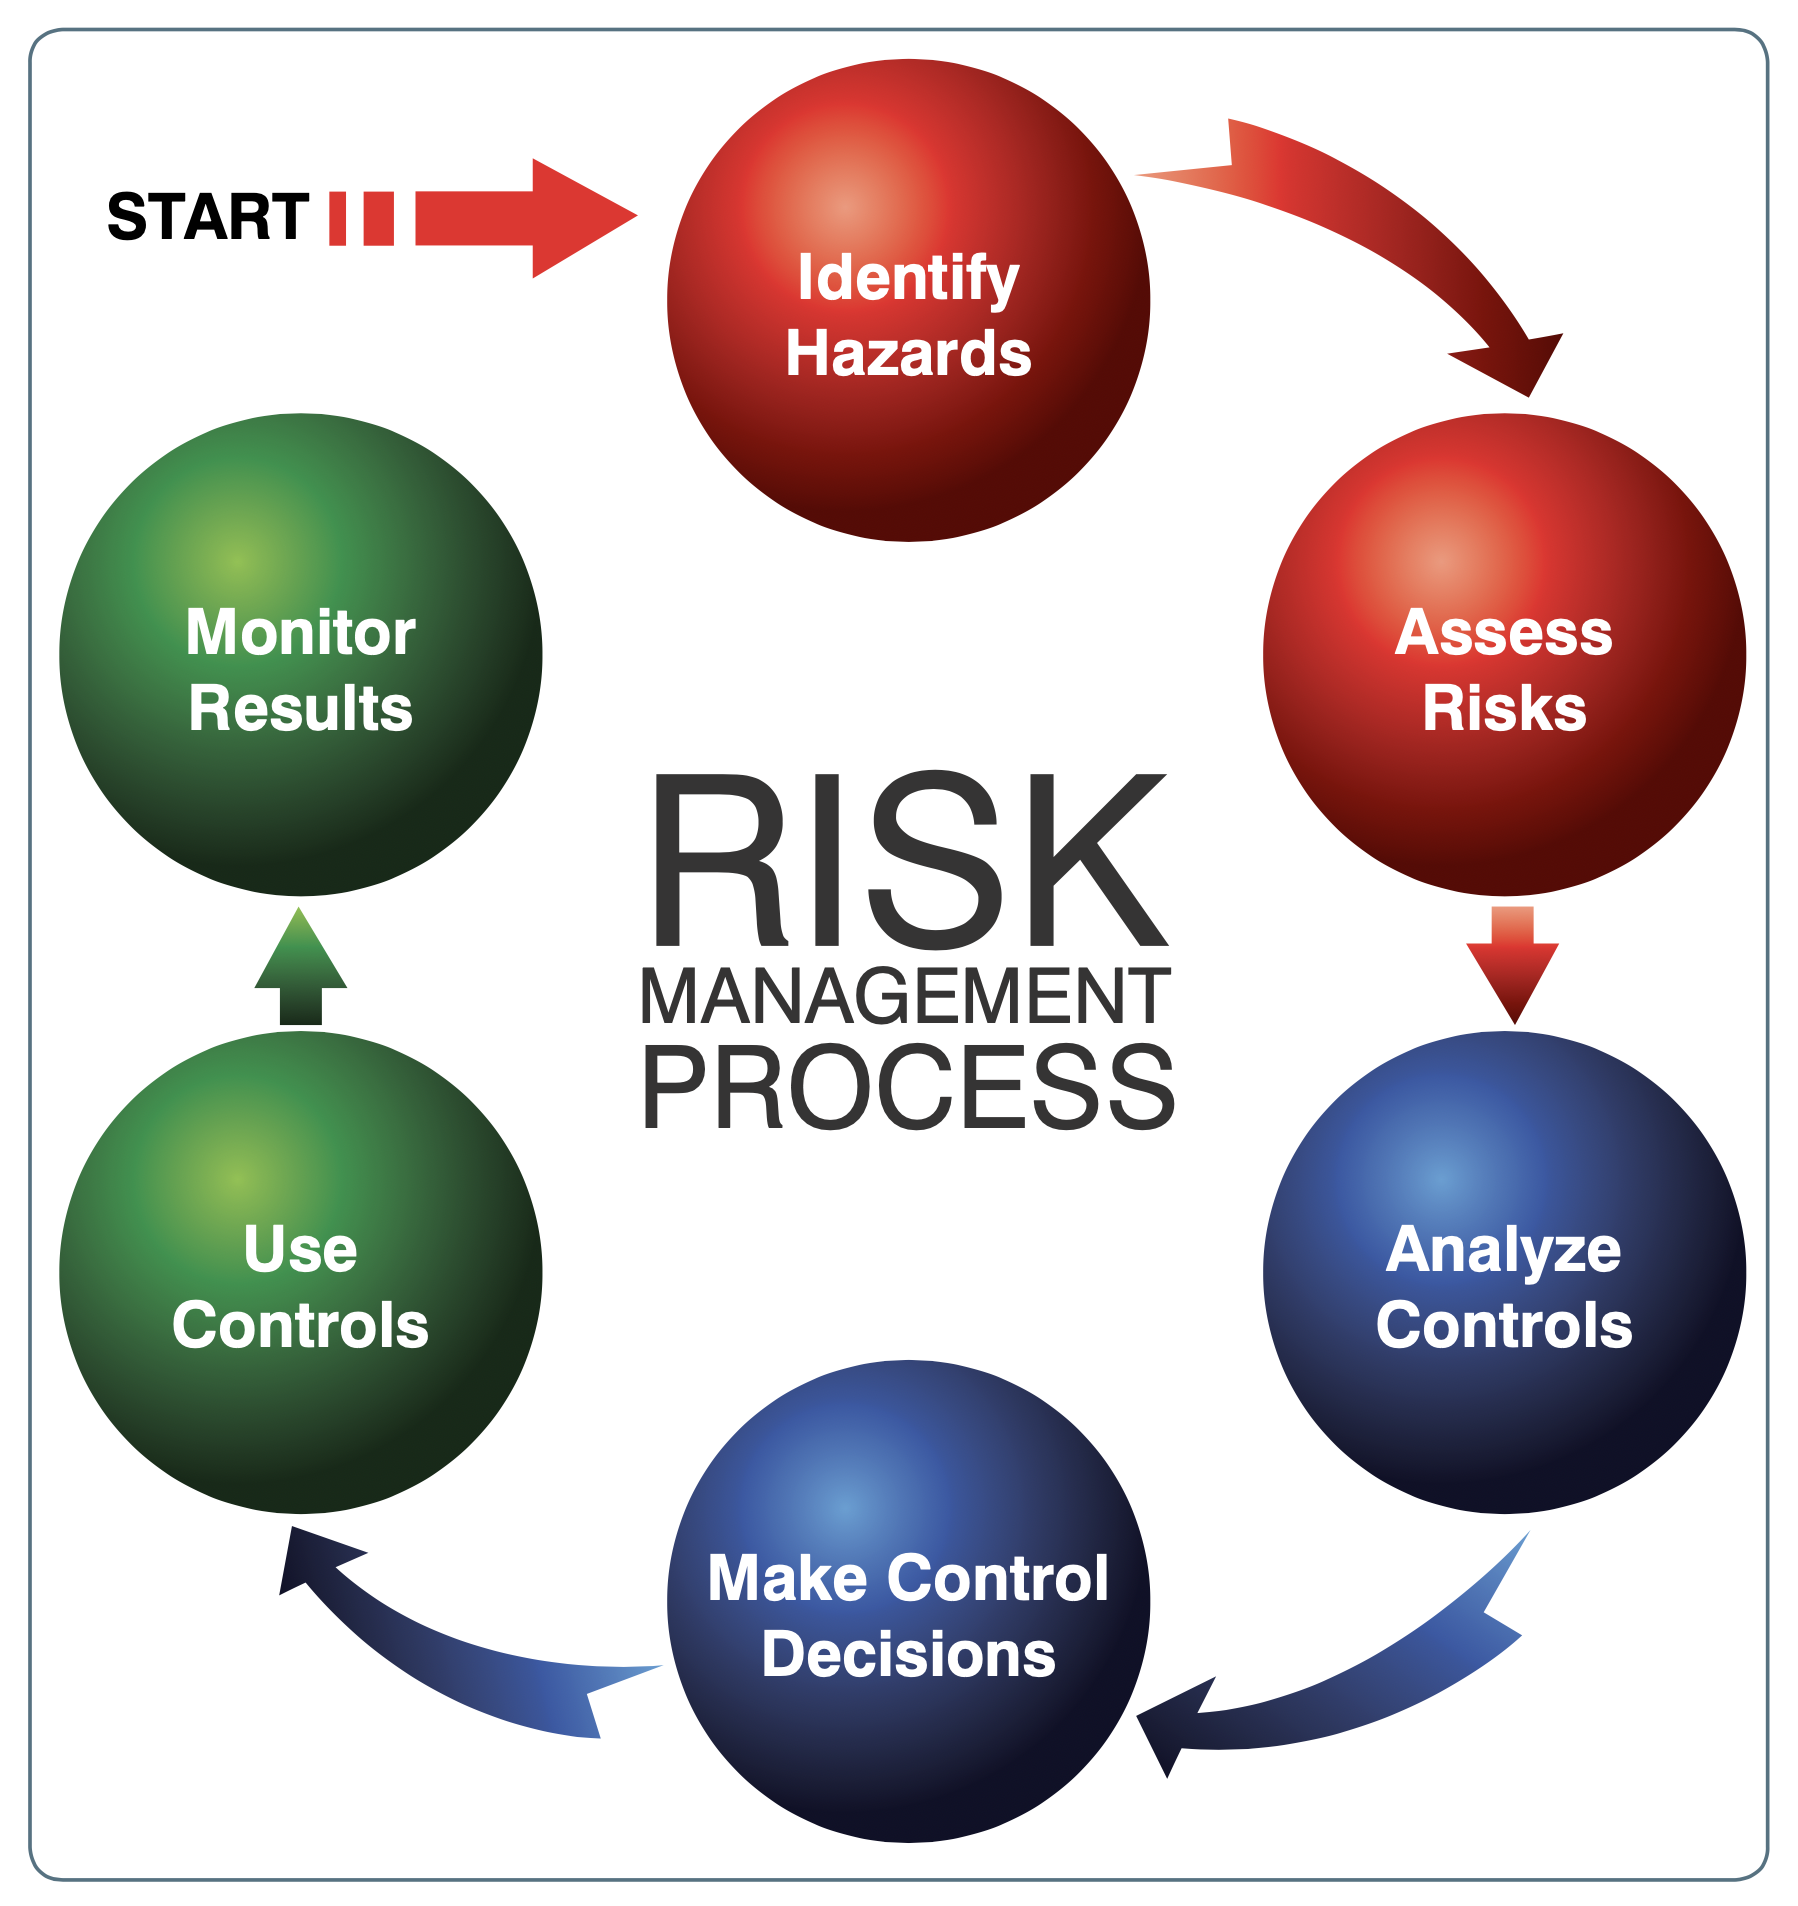 START
Identify
Hazards
Assess
Risks
Analyze
Controls
Make Control
Decisions
Use
Controls
Monitor
Results
RISK
MANAGEMENT
PROCESS